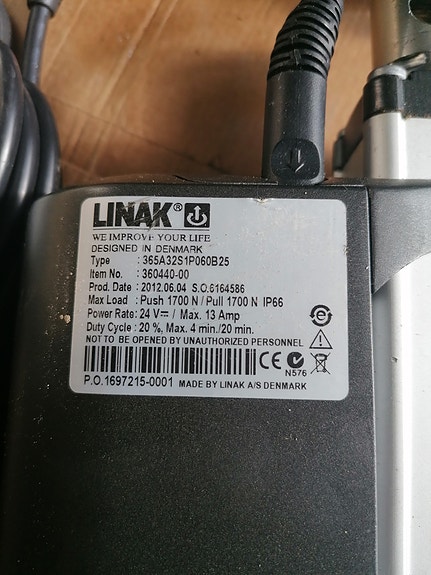 LINAK®
WE IMPROVE YOUR LIFE
DESIGNED IN DENMARK
Type : 365A32S1P060B25
Item No. : 360440-00
Prod. Date : 2012.06.04 S.O.6164586
Max Load : Push 1700 N / Pull 1700 N IP66
Power Rate: 24 V⎓ / Max. 13 Amp
Duty Cycle : 20 %, Max. 4 min./20 min.
NOT TO BE OPENED BY UNAUTHORIZED PERSONNEL
CE
N576
P.O.1697215-0001 MADE BY LINAK A/S DENMARK